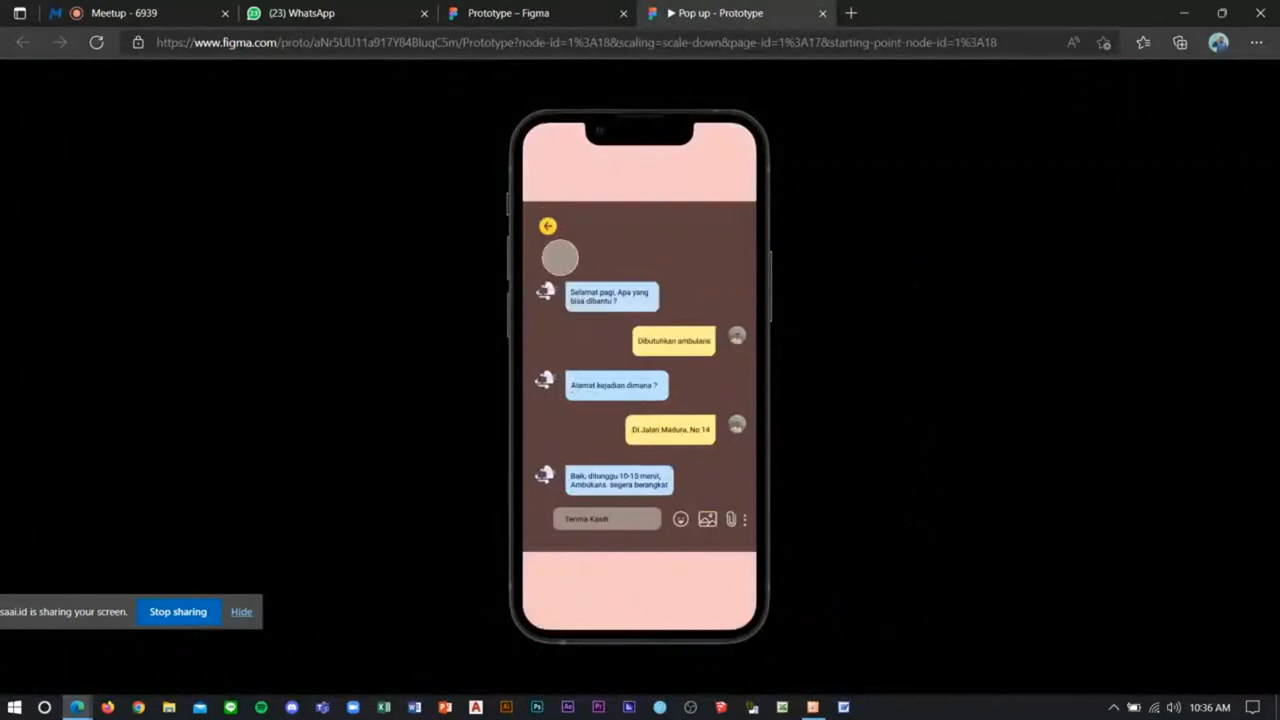 Meetup - 6939
(23) WhatsApp
Prototype – Figma
Pop up - Prototype
https://www.figma.com/proto/aNr5UU11a917Y84BluqC5m/Prototype?node-id=1%3A18&scaling=scale-down&page-id=1%3A17&starting-point-node-id=1%3A18
Selamat pagi, Apa yang
bisa dibantu ?
Dibutuhkan ambulans
Alamat kejadian dimana ?
Di Jalan Madura, No 14
Baik, ditunggu 10-15 menit,
Ambulans segera berangkat
Terima Kasih
saai.id is sharing your screen.
Stop sharing
Hide
10:36 AM